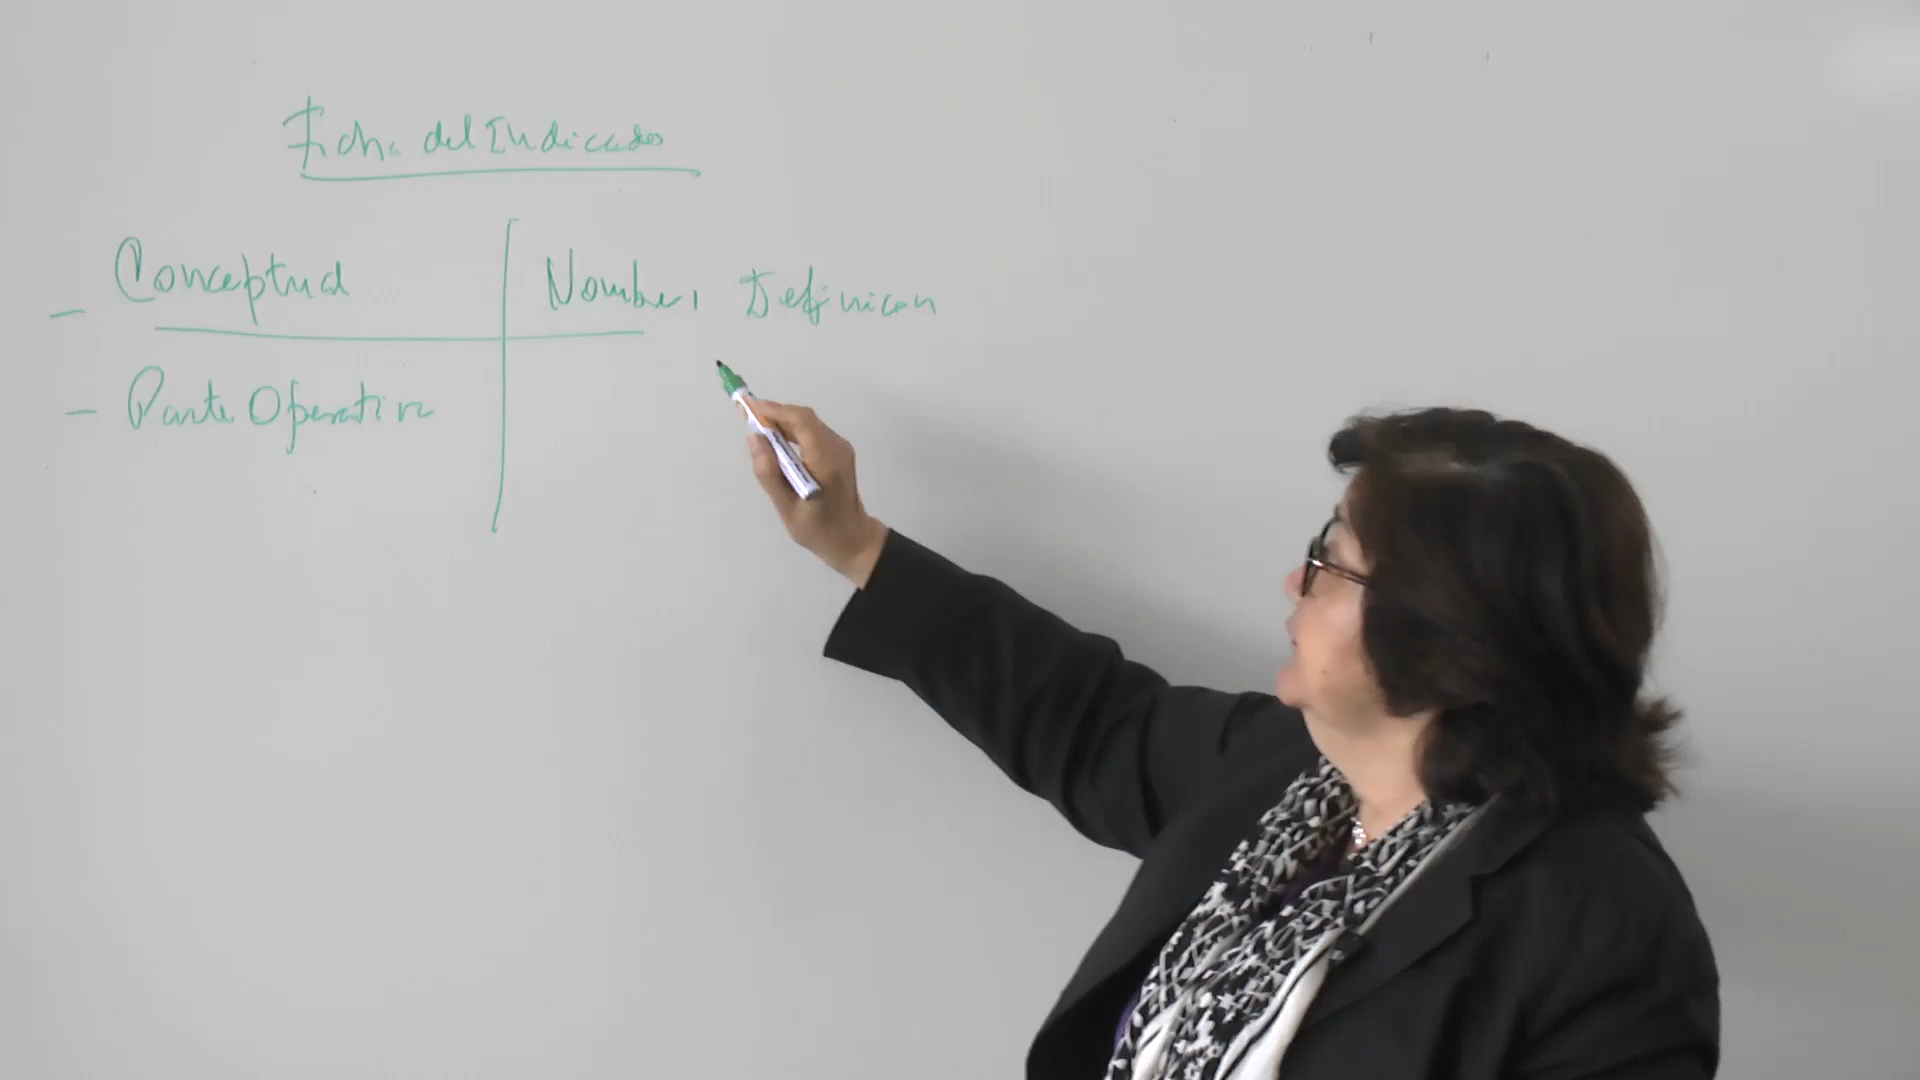 Ficha del Indicador
- Conceptual Nombre, Definicion
- Parte Operativa